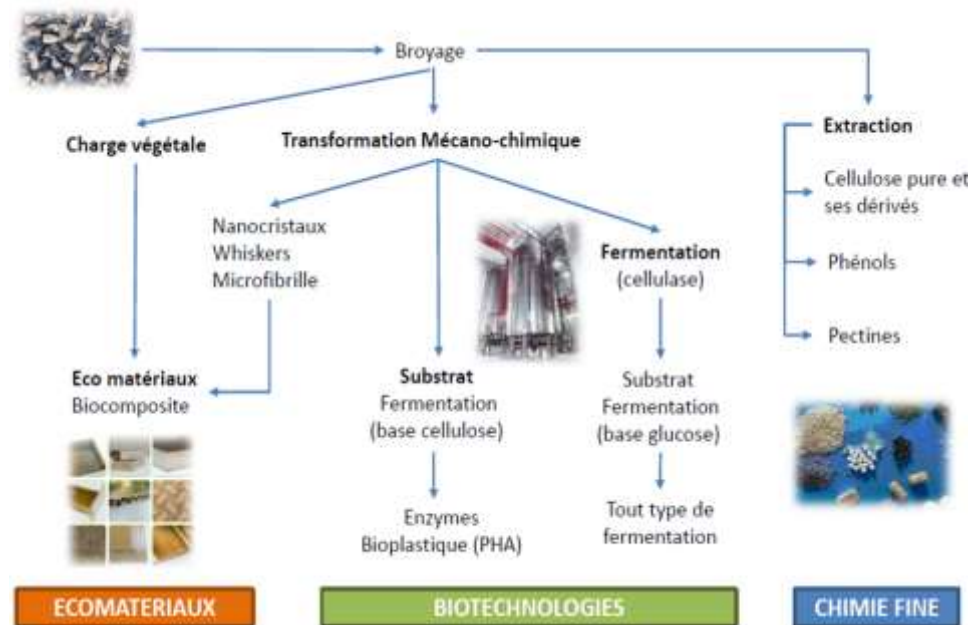 Broyage
Charge végétale
Transformation Mécano-chimique
Extraction
Cellulose pure et
ses dérivés
Nanocristaux
Whiskers
Microfibrille
Fermentation
(cellulase)
Phénols
Pectines
Eco matériaux
Biocomposite
Substrat
Fermentation
(base cellulose)
Substrat
Fermentation
(base glucose)
Enzymes
Bioplastique (PHA)
Tout type de
fermentation
ECOMATERIAUX
BIOTECHNOLOGIES
CHIMIE FINE